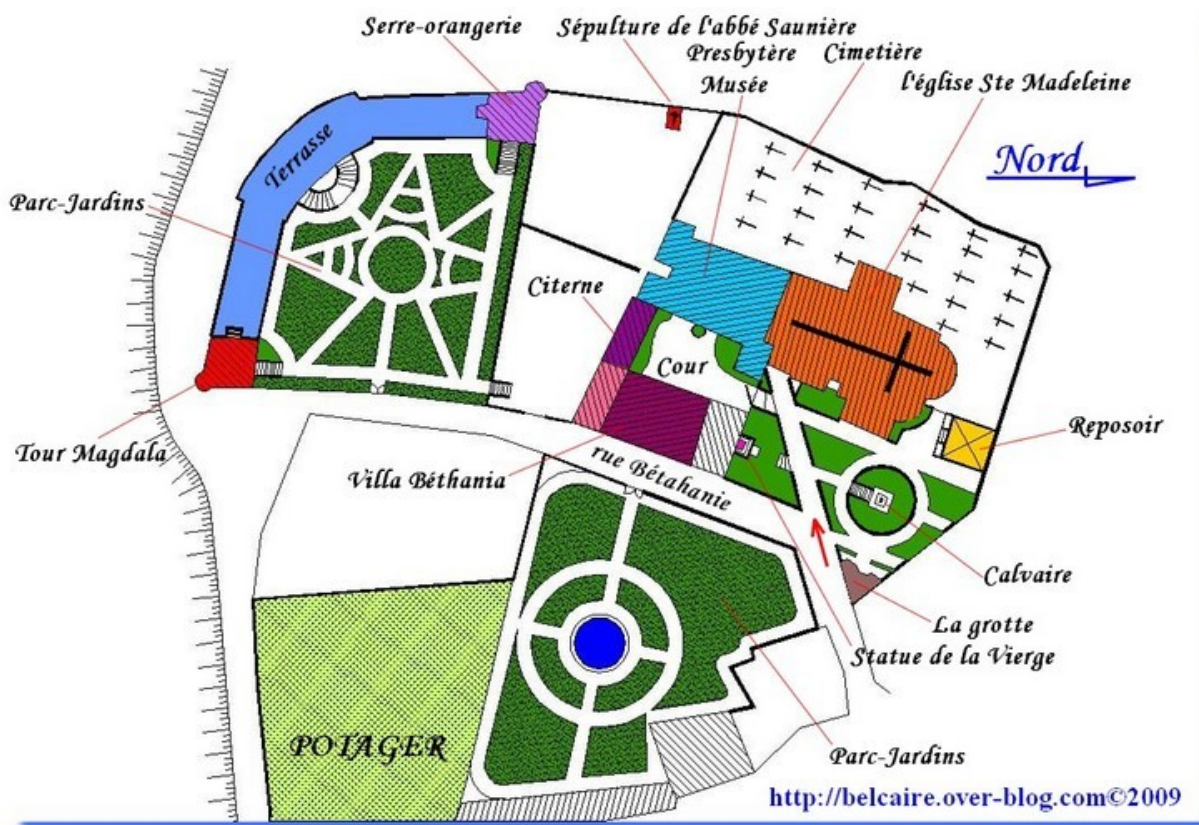 Serre-orangerie
Sépulture de l'abbé Saunière
Presbytère
Musée
Cimetière
l'église Ste Madeleine
Nord
Terrasse
Parc-Jardins
Citerne
Cour
Tour Magdala
Villa Béthania
rue Bétahanie
Reposoir
Calvaire
La grotte
Statue de la Vierge
POTAGER
Parc-Jardins
http://belcaire.over-blog.com©2009